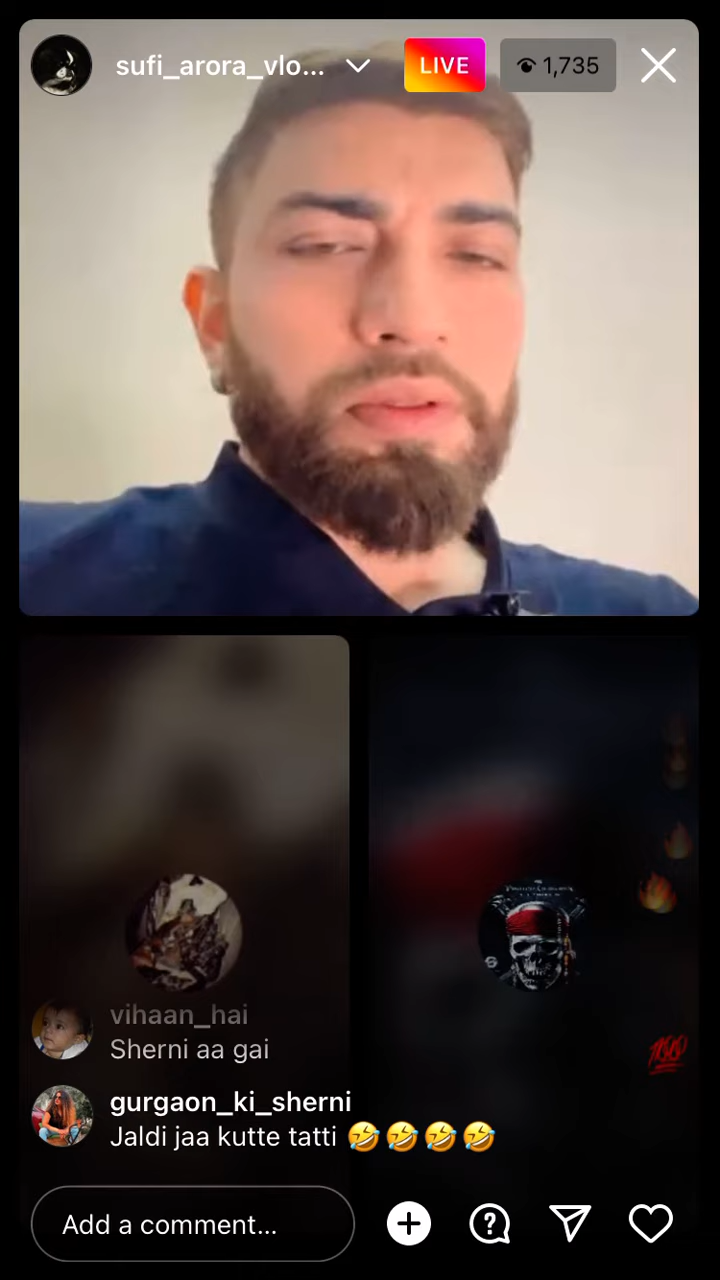 sufi_arora_vlo...
LIVE
1,735
vihaan_hai
Sherni aa gai
gurgaon_ki_sherni
Jaldi jaa kutte tatti 🤣🤣🤣🤣
Add a comment...